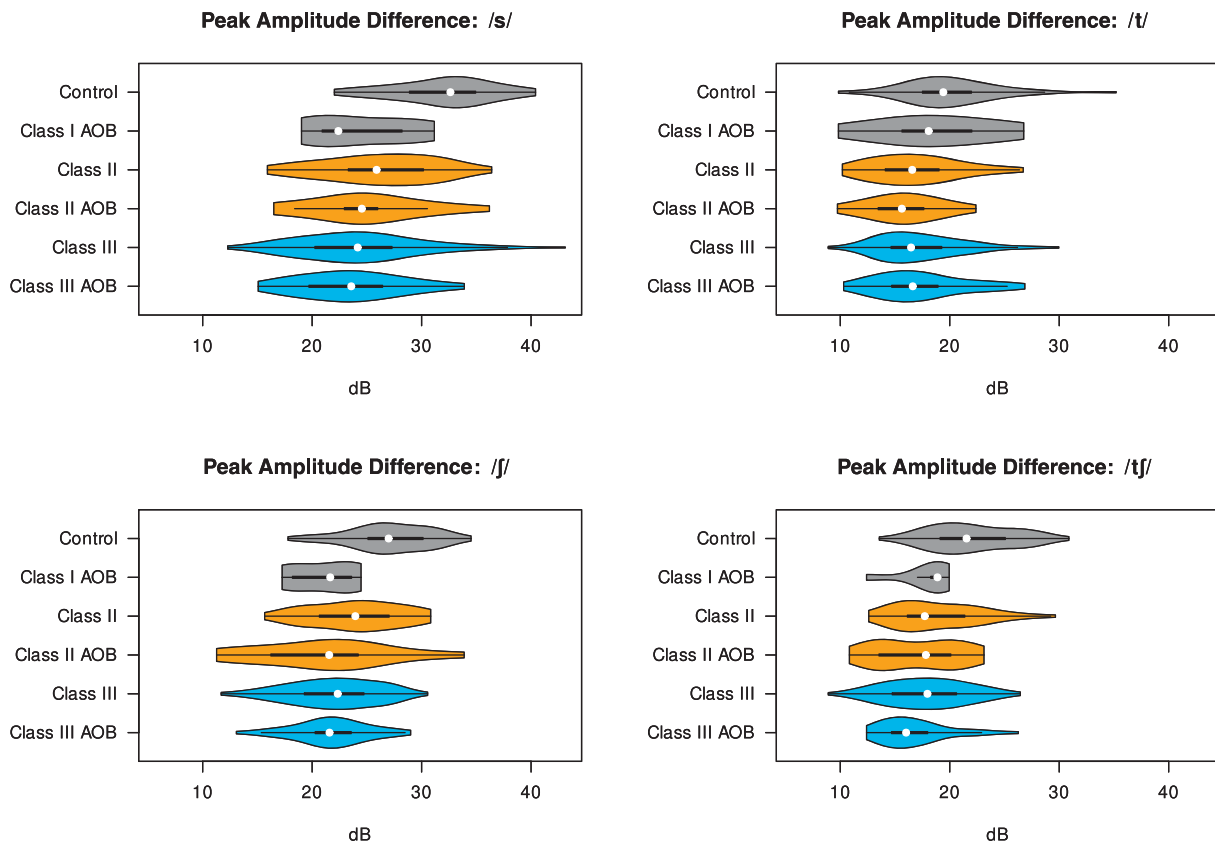 Peak Amplitude Difference: /s/
Control
Class I AOB
Class II
Class II AOB
Class III
Class III AOB
10 20 30 40
dB
Peak Amplitude Difference: /t/
Control
Class I AOB
Class II
Class II AOB
Class III
Class III AOB
10 20 30 40
dB
Peak Amplitude Difference: /ʃ/
Control
Class I AOB
Class II
Class II AOB
Class III
Class III AOB
10 20 30 40
dB
Peak Amplitude Difference: /tʃ/
Control
Class I AOB
Class II
Class II AOB
Class III
Class III AOB
10 20 30 40
dB